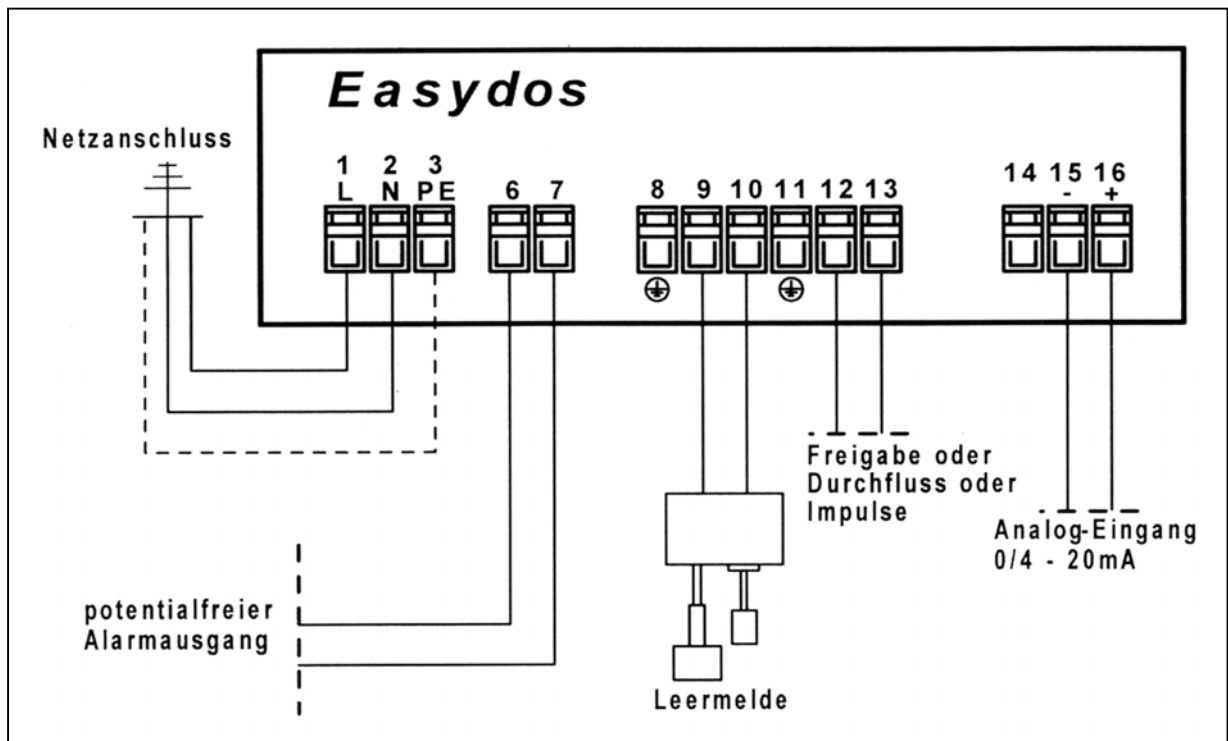 Easydos
Netzanschluss
1 2 3 6 7 8 9 10 11 12 13 14 15 16
L N PE - +
Freigabe oder
Durchfluss oder
Impulse
Analog-Eingang
0/4 - 20mA
potentialfreier
Alarmausgang
Leermelde